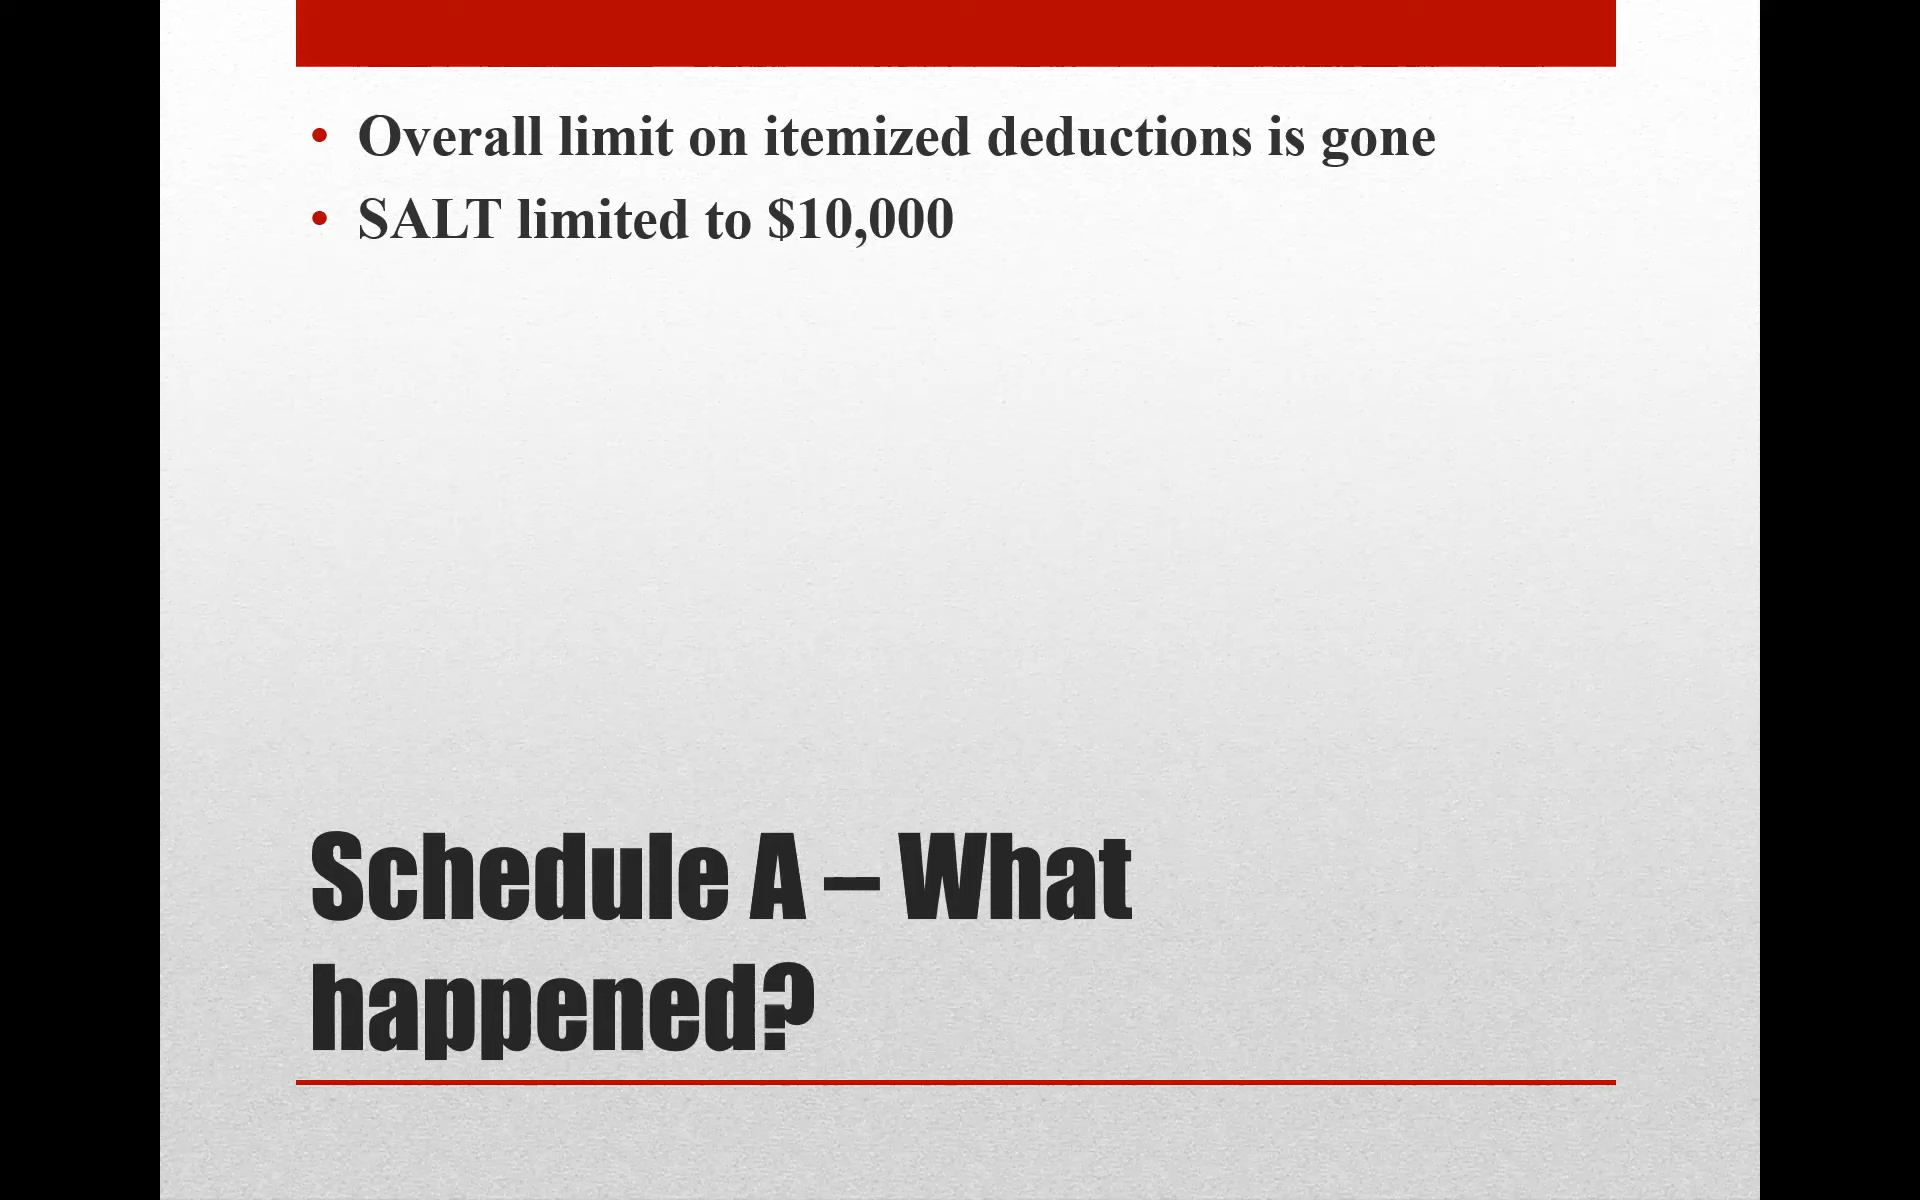 • Overall limit on itemized deductions is gone
• SALT limited to $10,000
Schedule A – What
happened?